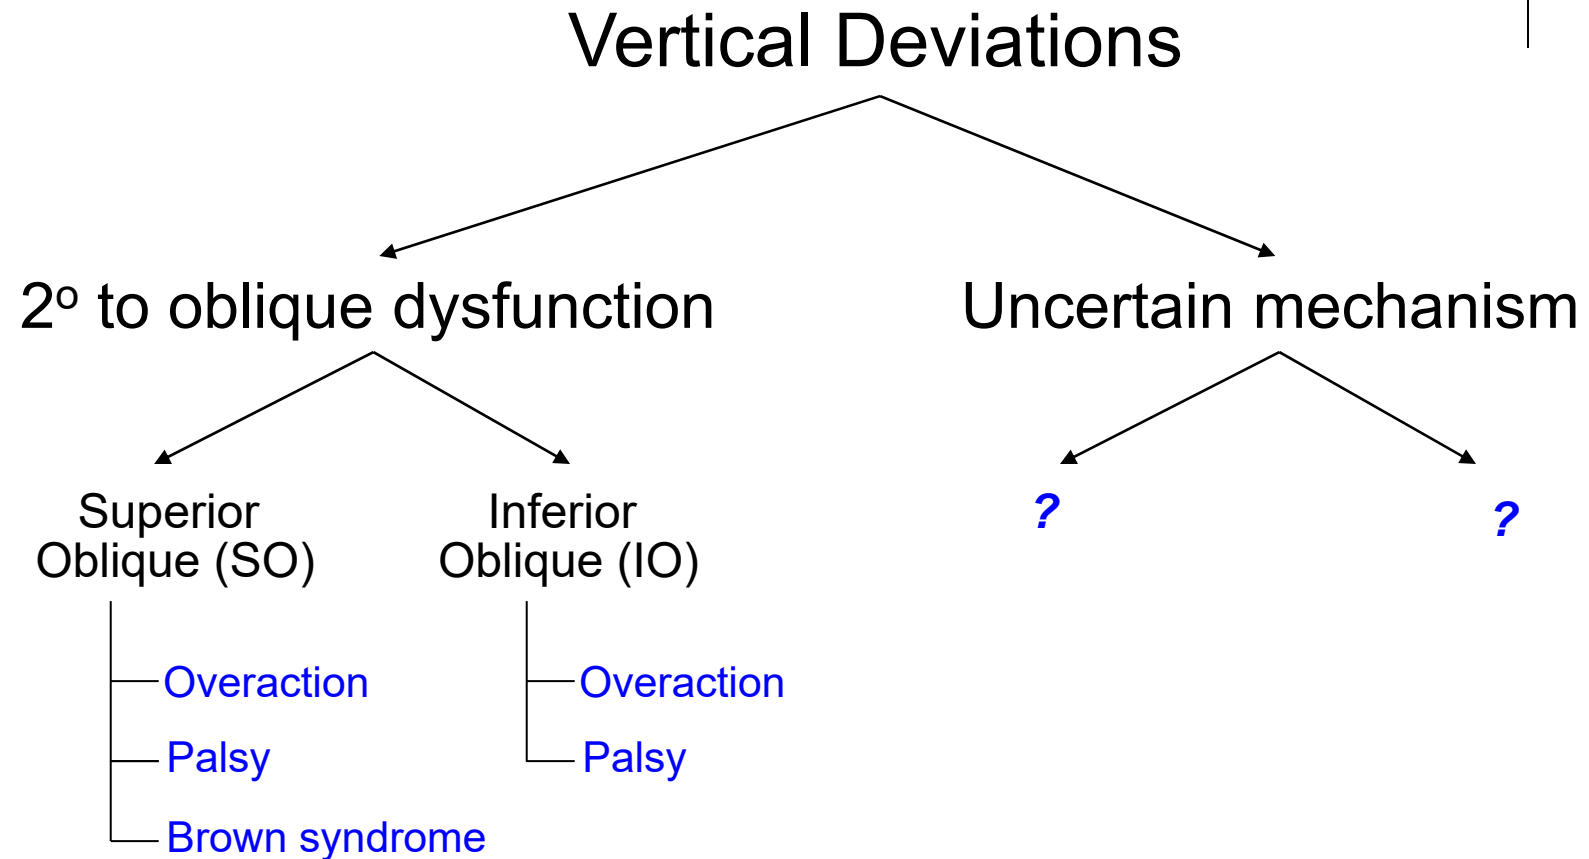 Vertical Deviations
2º to oblique dysfunction
Uncertain mechanism
Superior
Oblique (SO)
Inferior
Oblique (IO)
?
?
Overaction
Palsy
Brown syndrome
Overaction
Palsy